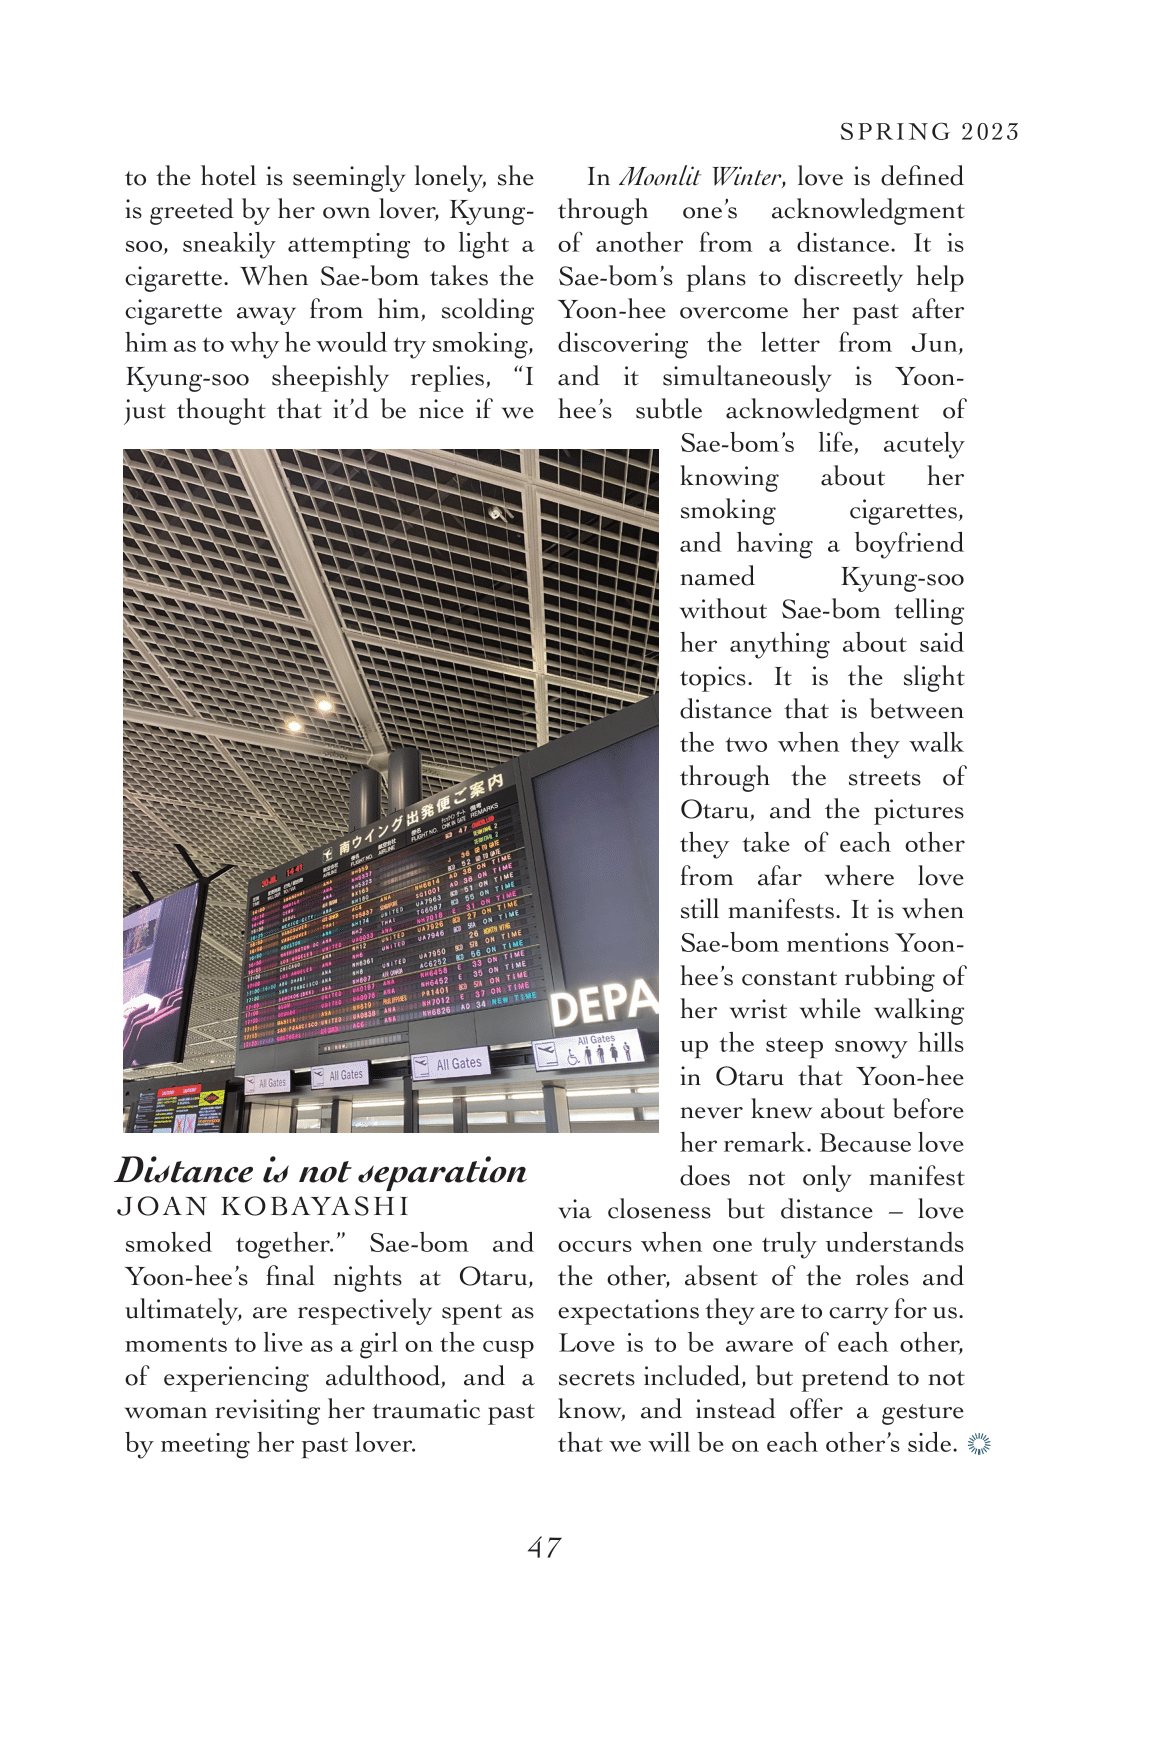 SPRING 2023
to the hotel is seemingly lonely, she
is greeted by her own lover, Kyung-
soo, sneakily attempting to light a
cigarette. When Sae-bom takes the
cigarette away from him, scolding
him as to why he would try smoking,
Kyung-soo sheepishly replies, “I
just thought that it’d be nice if we
南ウイング出発便ご案内
DEPA
All Gates
All Gates
All Gates
All Gates
Distance is not separation
JOAN KOBAYASHI
smoked together.” Sae-bom and
Yoon-hee’s final nights at Otaru,
ultimately, are respectively spent as
moments to live as a girl on the cusp
of experiencing adulthood, and a
woman revisiting her traumatic past
by meeting her past lover.
In Moonlit Winter, love is defined
through one’s acknowledgment
of another from a distance. It is
Sae-bom’s plans to discreetly help
Yoon-hee overcome her past after
discovering the letter from Jun,
and it simultaneously is Yoon-
hee’s subtle acknowledgment of
Sae-bom’s life, acutely
knowing about her
smoking cigarettes,
and having a boyfriend
named Kyung-soo
without Sae-bom telling
her anything about said
topics. It is the slight
distance that is between
the two when they walk
through the streets of
Otaru, and the pictures
they take of each other
from afar where love
still manifests. It is when
Sae-bom mentions Yoon-
hee’s constant rubbing of
her wrist while walking
up the steep snowy hills
in Otaru that Yoon-hee
never knew about before
her remark. Because love
does not only manifest
via closeness but distance – love
occurs when one truly understands
the other, absent of the roles and
expectations they are to carry for us.
Love is to be aware of each other,
secrets included, but pretend to not
know, and instead offer a gesture
that we will be on each other’s side.
47